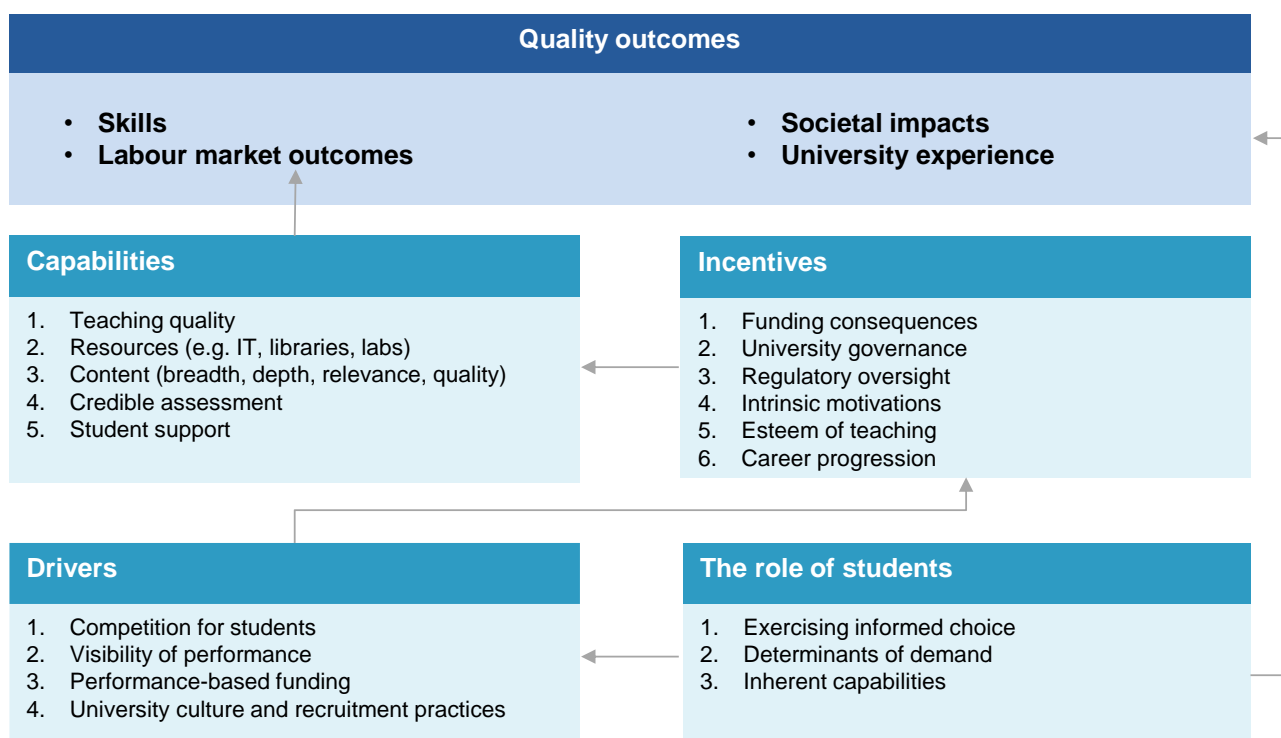 Quality outcomes
• Skills
• Labour market outcomes
• Societal impacts
• University experience
Capabilities
1. Teaching quality
2. Resources (e.g. IT, libraries, labs)
3. Content (breadth, depth, relevance, quality)
4. Credible assessment
5. Student support
Incentives
1. Funding consequences
2. University governance
3. Regulatory oversight
4. Intrinsic motivations
5. Esteem of teaching
6. Career progression
Drivers
1. Competition for students
2. Visibility of performance
3. Performance-based funding
4. University culture and recruitment practices
The role of students
1. Exercising informed choice
2. Determinants of demand
3. Inherent capabilities